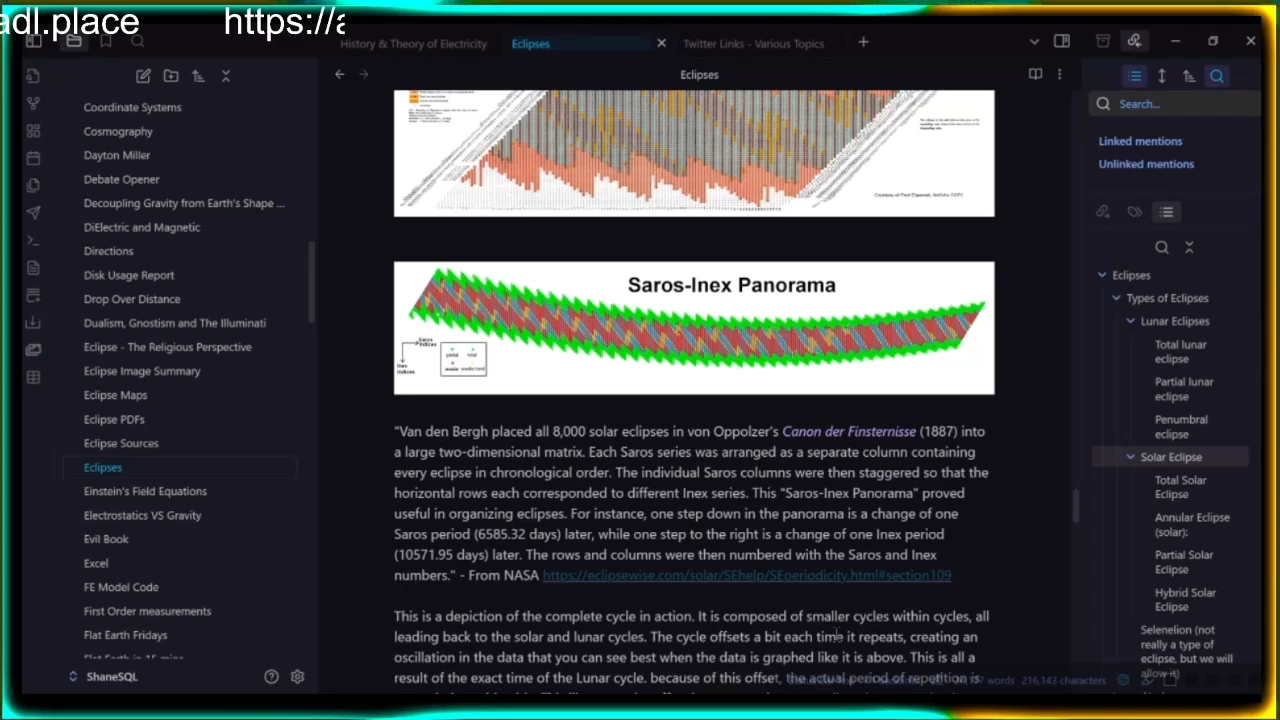 adl.place https://a
History & Theory of Electricity
Eclipses
Twitter Links - Various Topics
Eclipses
Coordinate Systems
Cosmography
Dayton Miller
Debate Opener
Decoupling Gravity from Earth's Shape ...
DiElectric and Magnetic
Directions
Disk Usage Report
Drop Over Distance
Dualism, Gnostism and The Illuminati
Eclipse - The Religious Perspective
Eclipse Image Summary
Eclipse Maps
Eclipse PDFs
Eclipse Sources
Eclipses
Einstein's Field Equations
Electrostatics VS Gravity
Evil Book
Excel
FE Model Code
First Order measurements
Flat Earth Fridays
Flat Earth in 15 mins
ShaneSQL
Courtesy of Fred Espenak, NASA's GSFC
Saros-Inex Panorama
Saros
indices
Inex
indices
partial total
"Van den Bergh placed all 8,000 solar eclipses in von Oppolzer's Canon der Finsternisse (1887) into
a large two-dimensional matrix. Each Saros series was arranged as a separate column containing
every eclipse in chronological order. The individual Saros columns were then staggered so that the
horizontal rows each corresponded to different Inex series. This "Saros-Inex Panorama" proved
useful in organizing eclipses. For instance, one step down in the panorama is a change of one
Saros period (6585.32 days) later, while one step to the right is a change of one Inex period
(10571.95 days) later. The rows and columns were then numbered with the Saros and Inex
numbers." - From NASA https://eclipsewise.com/solar/SEhelp/SEperiodicity.html#section109
This is a depiction of the complete cycle in action. It is composed of smaller cycles within cycles, all
leading back to the solar and lunar cycles. The cycle offsets a bit each time it repeats, creating an
oscillation in the data that you can see best when the data is graphed like it is above. This is all a
result of the exact time of the Lunar cycle. because of this offset, the actual period of repetition is
words 216,143 characters
Search...
Linked mentions
Unlinked mentions
Eclipses
Types of Eclipses
Lunar Eclipses
Total lunar
eclipse
Partial lunar
eclipse
Penumbral
eclipse
Solar Eclipse
Total Solar
Eclipse
Annular Eclipse
(solar):
Partial Solar
Eclipse
Hybrid Solar
Eclipse
Selenelion (not
really a type of
eclipse, but we will
allow it)